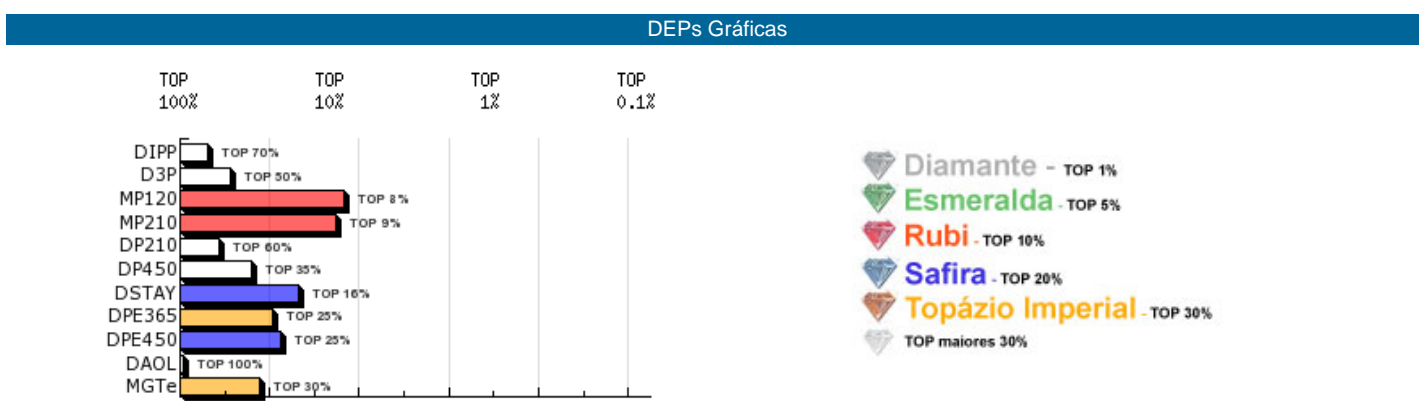 DEPs Gráficas
TOP 100% TOP 10% TOP 1% TOP 0.1%
DIPP TOP 70%
D3P TOP 50%
MP120 TOP 8%
MP210 TOP 9%
DP210 TOP 60%
DP450 TOP 35%
DSTAY TOP 16%
DPE365 TOP 25%
DPE450 TOP 25%
DAOL TOP 100%
MGTe TOP 30%
Diamante - TOP 1%
Esmeralda - TOP 5%
Rubi - TOP 10%
Safira - TOP 20%
Topázio Imperial - TOP 30%
TOP maiores 30%